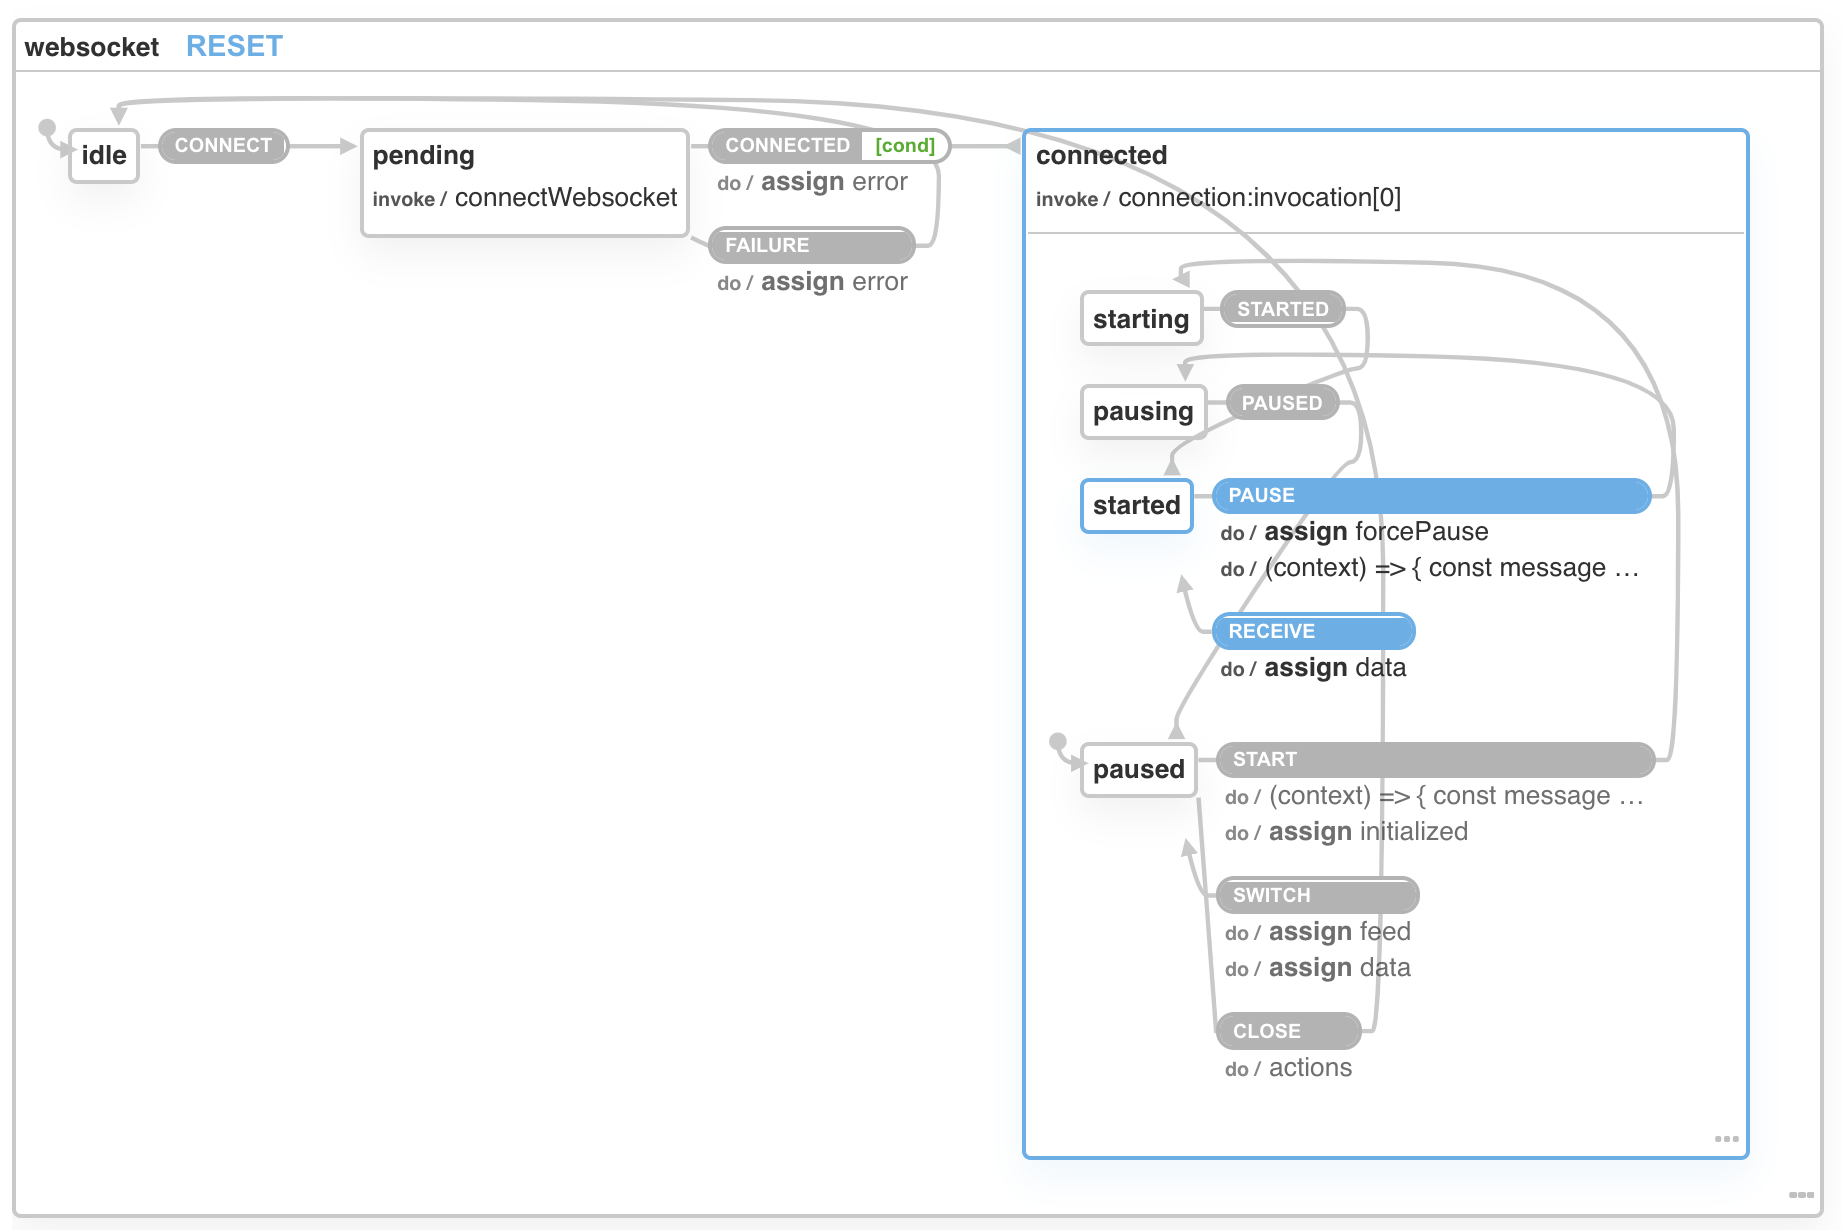 websocket RESET
idle
CONNECT
pending
invoke / connectWebsocket
CONNECTED [cond]
do / assign error
FAILURE
do / assign error
connected
invoke / connection:invocation[0]
starting
STARTED
pausing
PAUSED
started
PAUSE
do / assign forcePause
do / (context) => { const message …
RECEIVE
do / assign data
paused
START
do / (context) => { const message …
do / assign initialized
SWITCH
do / assign feed
do / assign data
CLOSE
do / actions